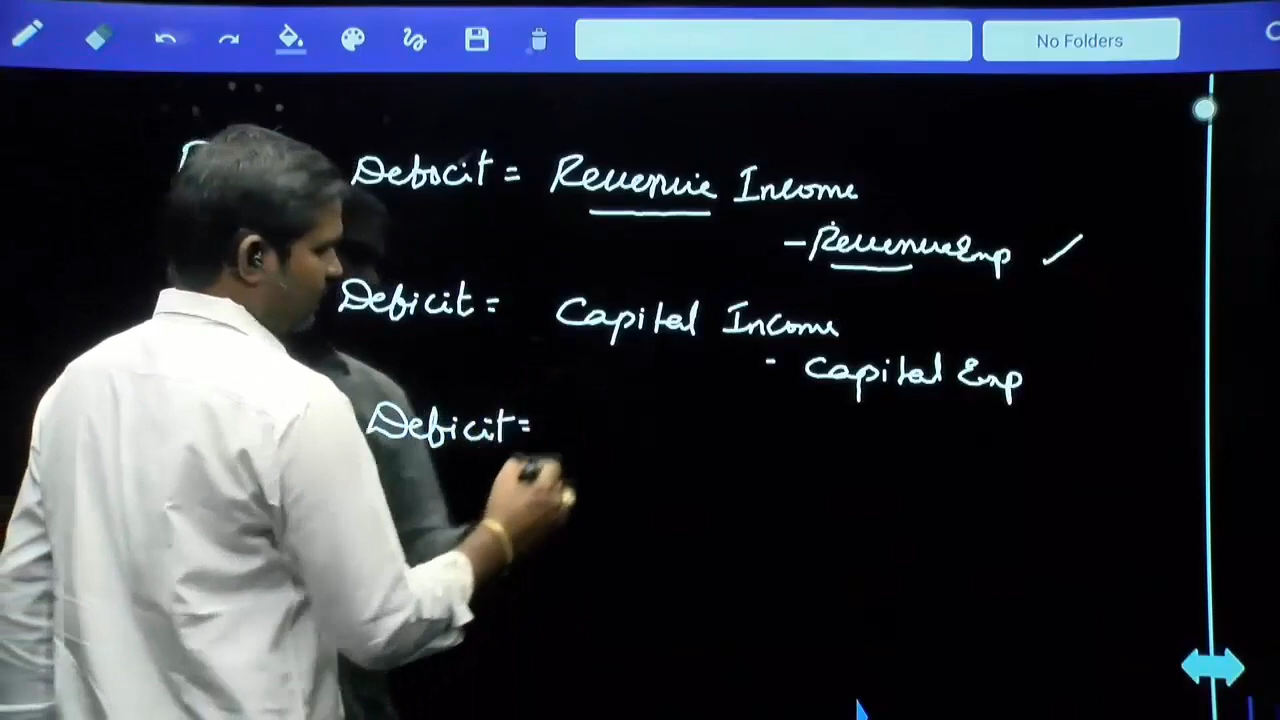 No Folders
Deficit = Revenue Income
- Revenue Exp ✓
Deficit = Capital Income
- Capital Exp
Deficit =